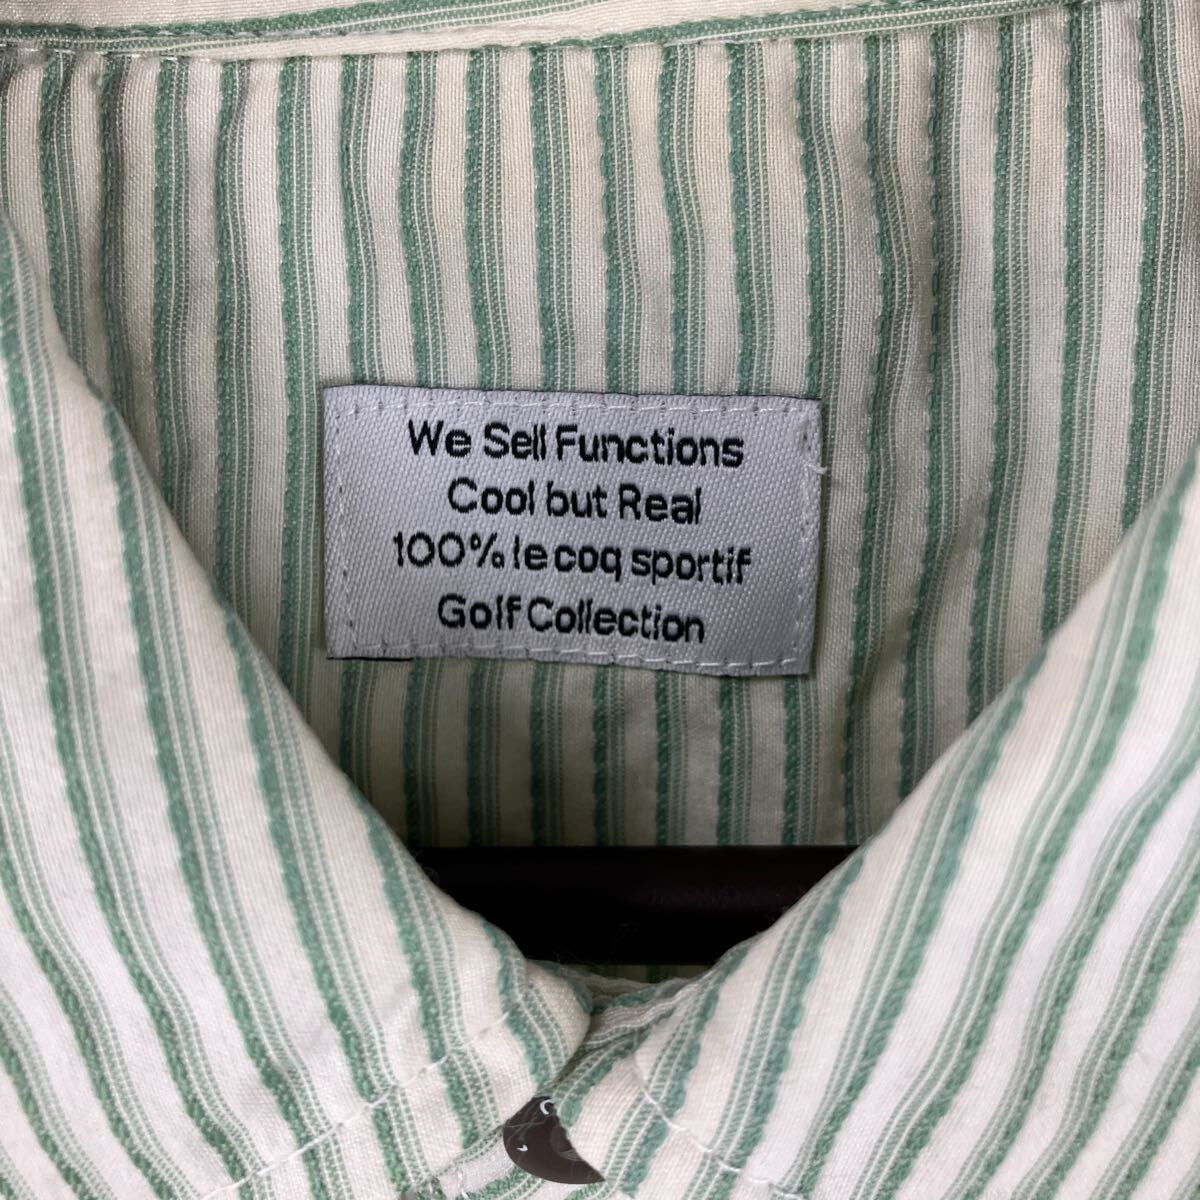 We Sell Functions
Cool but Real
100% le coq sportif
Golf Collection